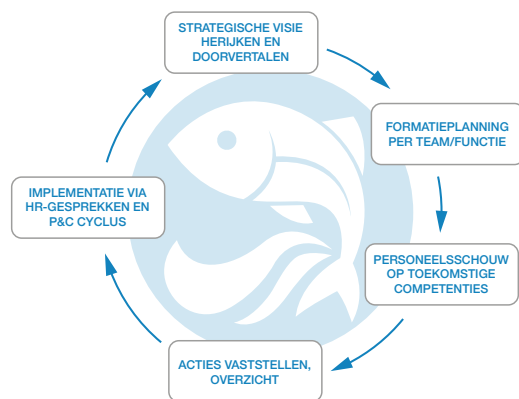 STRATEGISCHE VISIE
HERIJKEN EN
DOORVERTALEN
FORMATIEPLANNING
PER TEAM/FUNCTIE
PERSONEELSSCHOUW
OP TOEKOMSTIGE
COMPETENTIES
ACTIES VASTSTELLEN,
OVERZICHT
IMPLEMENTATIE VIA
HR-GESPREKKEN EN
P&C CYCLUS